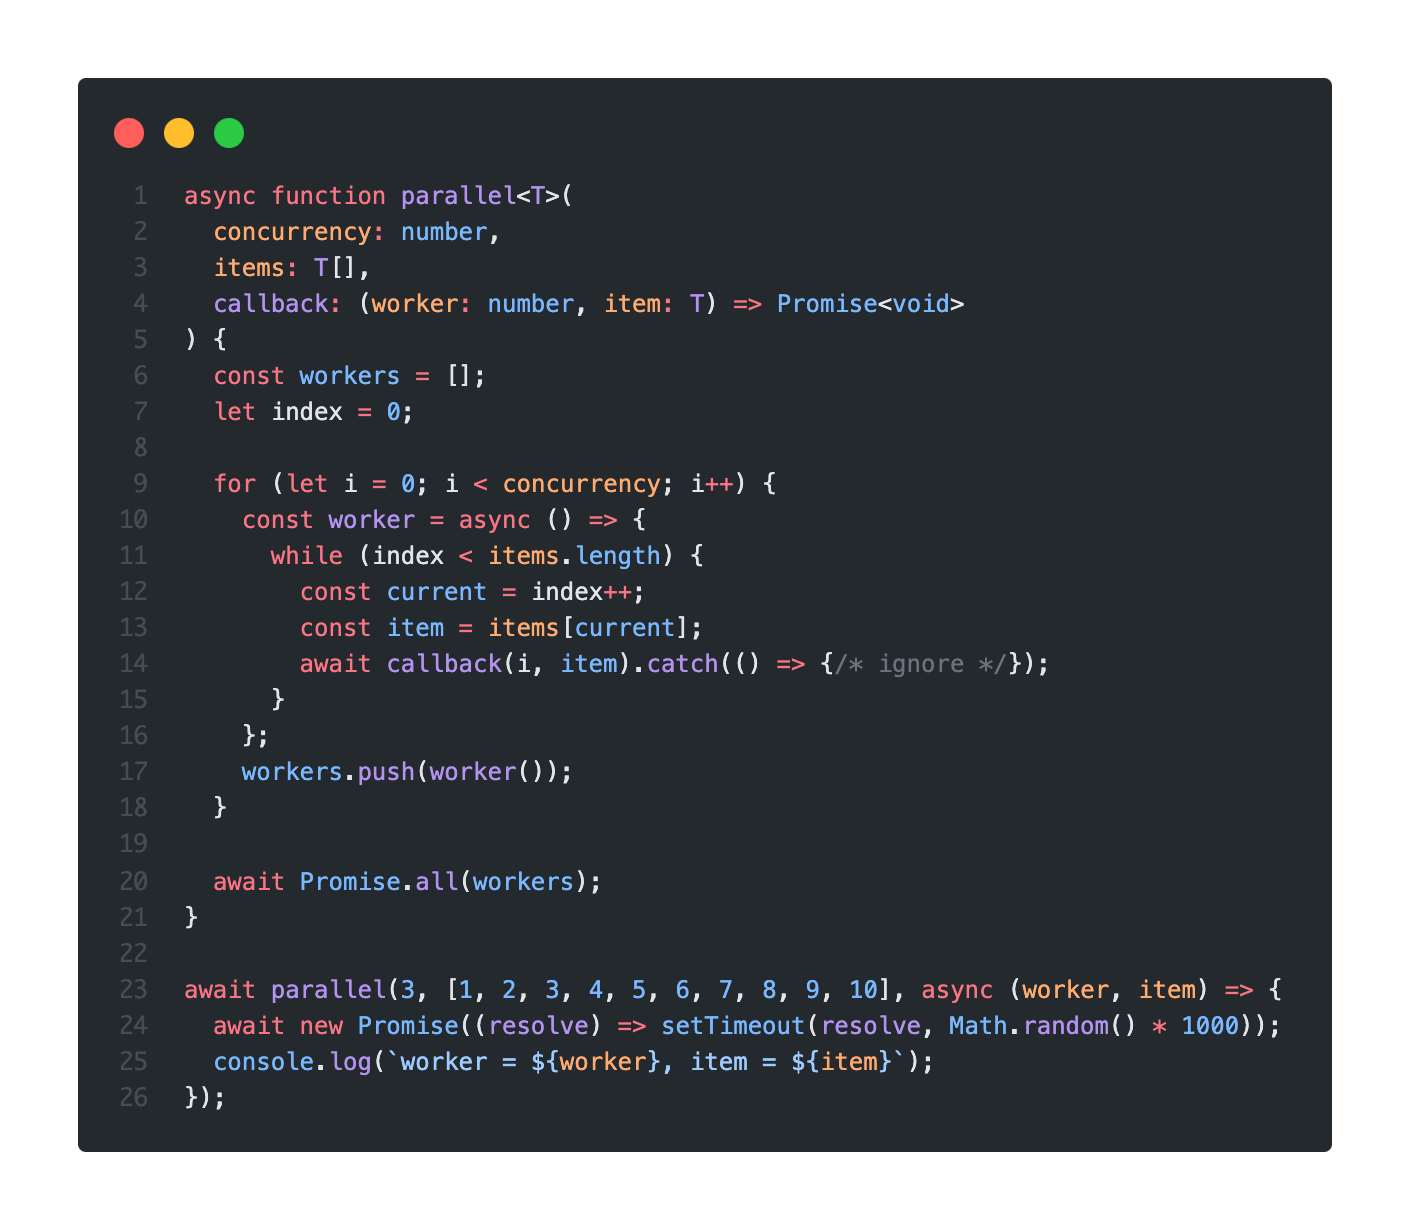 1 async function parallel<T>(
2   concurrency: number,
3   items: T[],
4   callback: (worker: number, item: T) => Promise<void>
5 ) {
6   const workers = [];
7   let index = 0;
8
9   for (let i = 0; i < concurrency; i++) {
10     const worker = async () => {
11       while (index < items.length) {
12         const current = index++;
13         const item = items[current];
14         await callback(i, item).catch(() => {/* ignore */});
15       }
16     };
17     workers.push(worker());
18   }
19
20   await Promise.all(workers);
21 }
22
23 await parallel(3, [1, 2, 3, 4, 5, 6, 7, 8, 9, 10], async (worker, item) => {
24   await new Promise((resolve) => setTimeout(resolve, Math.random() * 1000));
25   console.log(`worker = ${worker}, item = ${item}`);
26 });